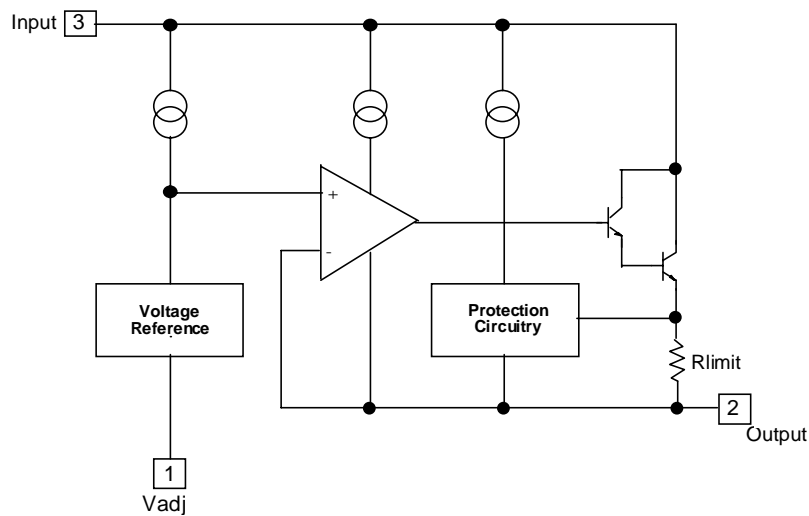 Input 3
+
-
Voltage
Reference
Protection
Circuitry
Rlimit
2
Output
1
Vadj